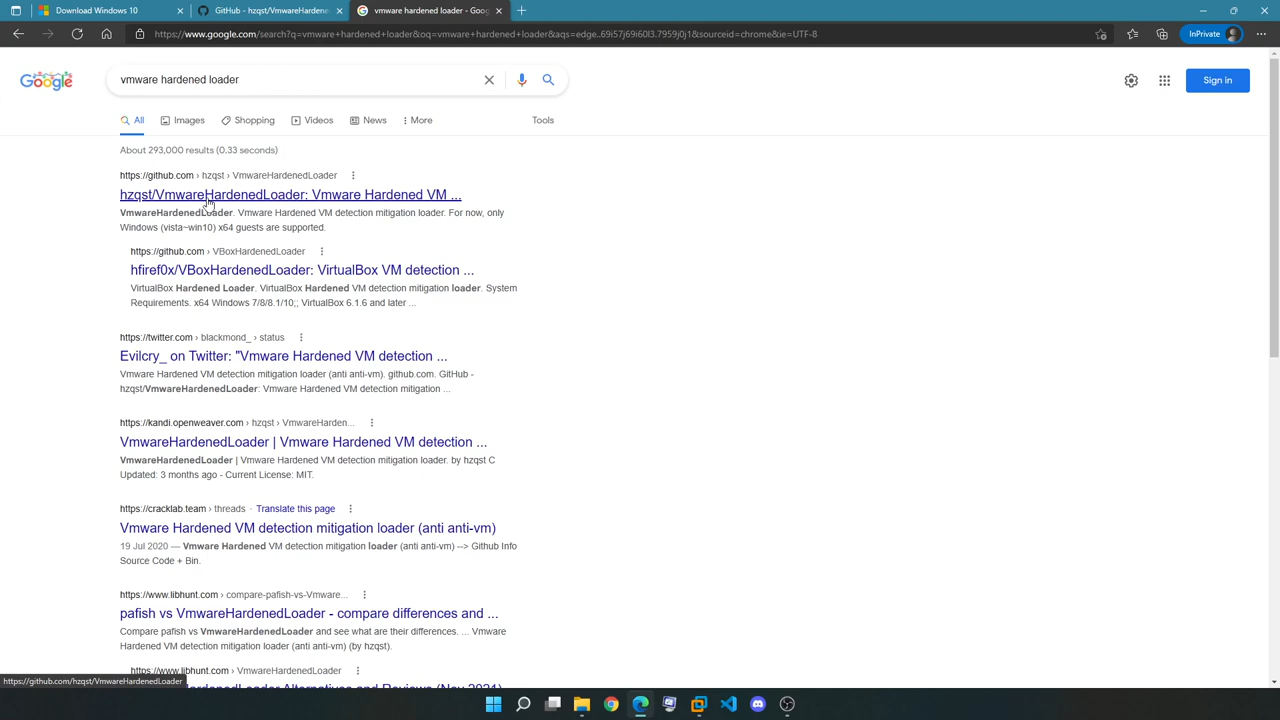 Download Windows 10
GitHub - hzqst/VmwareHarden
vmware hardened loader - Goo
https://www.google.com/search?q=vmware+hardened+loader&oq=vmware+hardened+loader&aqs=edge..69i57j69i60l3.7959j0j1&sourceid=chrome&ie=UTF-8
InPrivate
Google
vmware hardened loader
Sign in
All
Images
Shopping
Videos
News
More
Tools
About 293,000 results (0.33 seconds)
https://github.com › hzqst › VmwareHardenedLoader
hzqst/VmwareHardenedLoader: Vmware Hardened VM ...
VmwareHardenedLoader. Vmware Hardened VM detection mitigation loader. For now, only
Windows (vista~win10) x64 guests are supported.
https://github.com › VBoxHardenedLoader
hfiref0x/VBoxHardenedLoader: VirtualBox VM detection ...
VirtualBox Hardened Loader. VirtualBox Hardened VM detection mitigation loader. System
Requirements. x64 Windows 7/8/8.1/10;; VirtualBox 6.1.6 and later ...
https://twitter.com › blackmond_ › status
Evilcry_ on Twitter: "Vmware Hardened VM detection ...
Vmware Hardened VM detection mitigation loader (anti anti-vm). github.com. GitHub -
hzqst/VmwareHardenedLoader: Vmware Hardened VM detection mitigation ...
https://kandi.openweaver.com › hzqst › VmwareHarden...
VmwareHardenedLoader | Vmware Hardened VM detection ...
VmwareHardenedLoader | Vmware Hardened VM detection mitigation loader. by hzqst C
Updated: 3 months ago - Current License: MIT.
https://cracklab.team › threads · Translate this page
Vmware Hardened VM detection mitigation loader (anti anti-vm)
19 Jul 2020 — Vmware Hardened VM detection mitigation loader (anti anti-vm) --> Github Info
Source Code + Bin.
https://www.libhunt.com › compare-pafish-vs-Vmware...
pafish vs VmwareHardenedLoader - compare differences and ...
Compare pafish vs VmwareHardenedLoader and see what are their differences. ... Vmware
Hardened VM detection mitigation loader (anti anti-vm) (by hzqst).
https://www.libhunt.com › VmwareHardenedLoader
HardenedLoader Alternatives and Reviews (Nov 2021)
https://github.com/hzqst/VmwareHardenedLoader